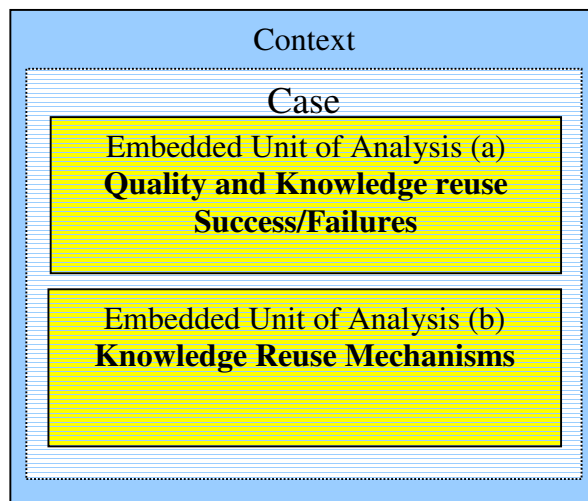 Context
Case
Embedded Unit of Analysis (a)
Quality and Knowledge reuse
Success/Failures
Embedded Unit of Analysis (b)
Knowledge Reuse Mechanisms